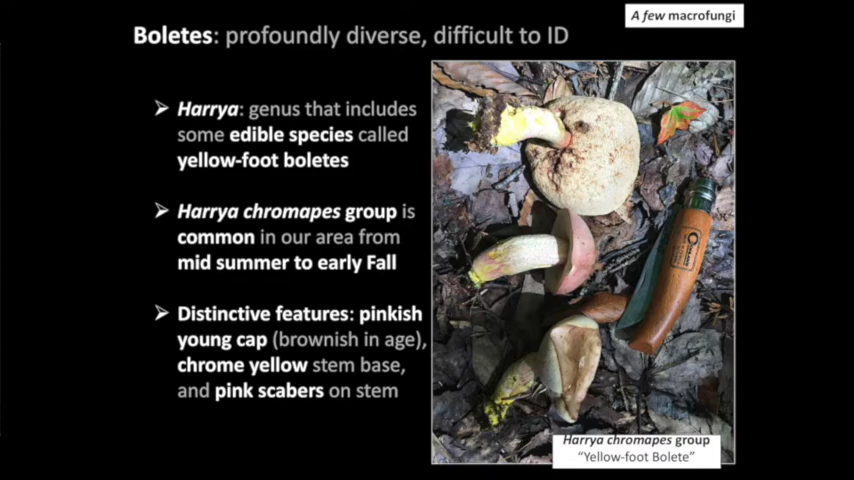 A few macrofungi
Boletes: profoundly diverse, difficult to ID
➢ Harrya: genus that includes
some edible species called
yellow-foot boletes
➢ Harrya chromapes group is
common in our area from
mid summer to early Fall
➢ Distinctive features: pinkish
young cap (brownish in age),
chrome yellow stem base,
and pink scabers on stem
Harrya chromapes group
“Yellow-foot Bolete”